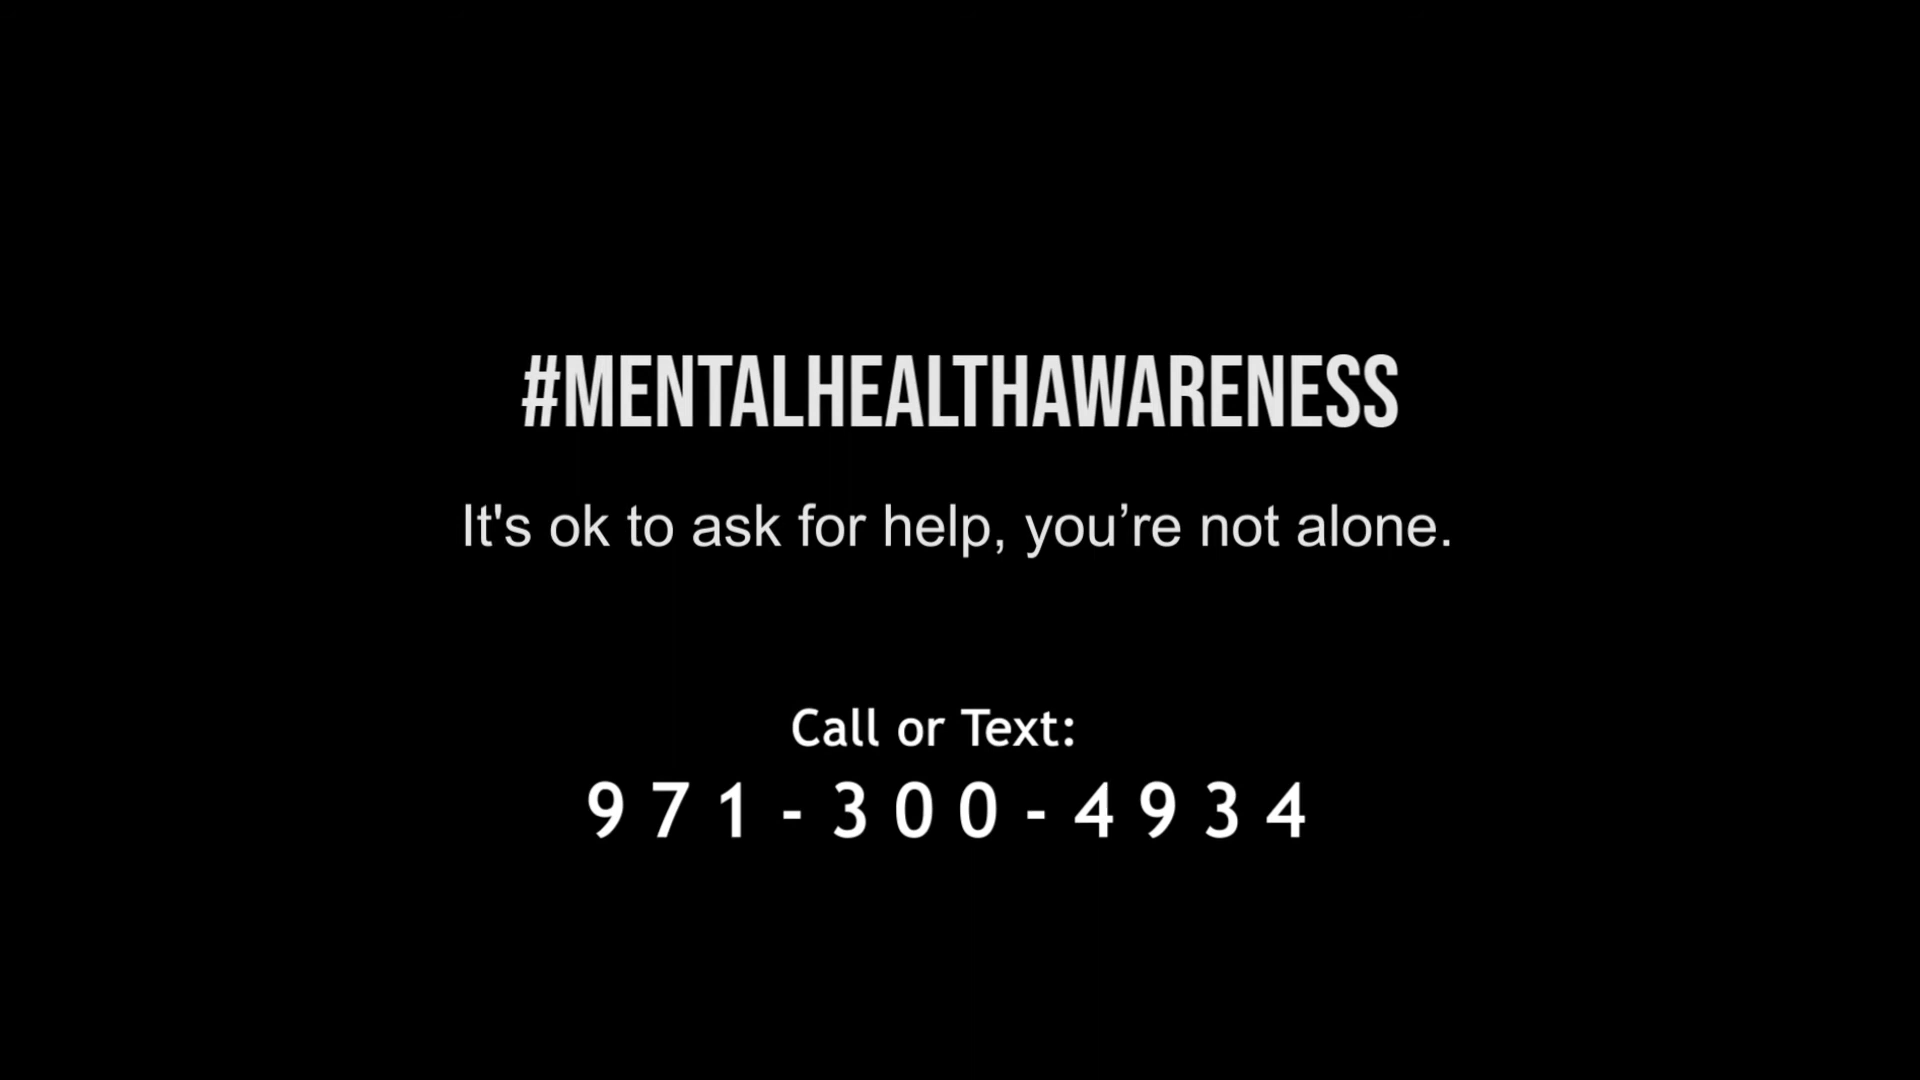 #MENTALHEALTHAWARENESS
It's ok to ask for help, you’re not alone.
Call or Text:
971-300-4934